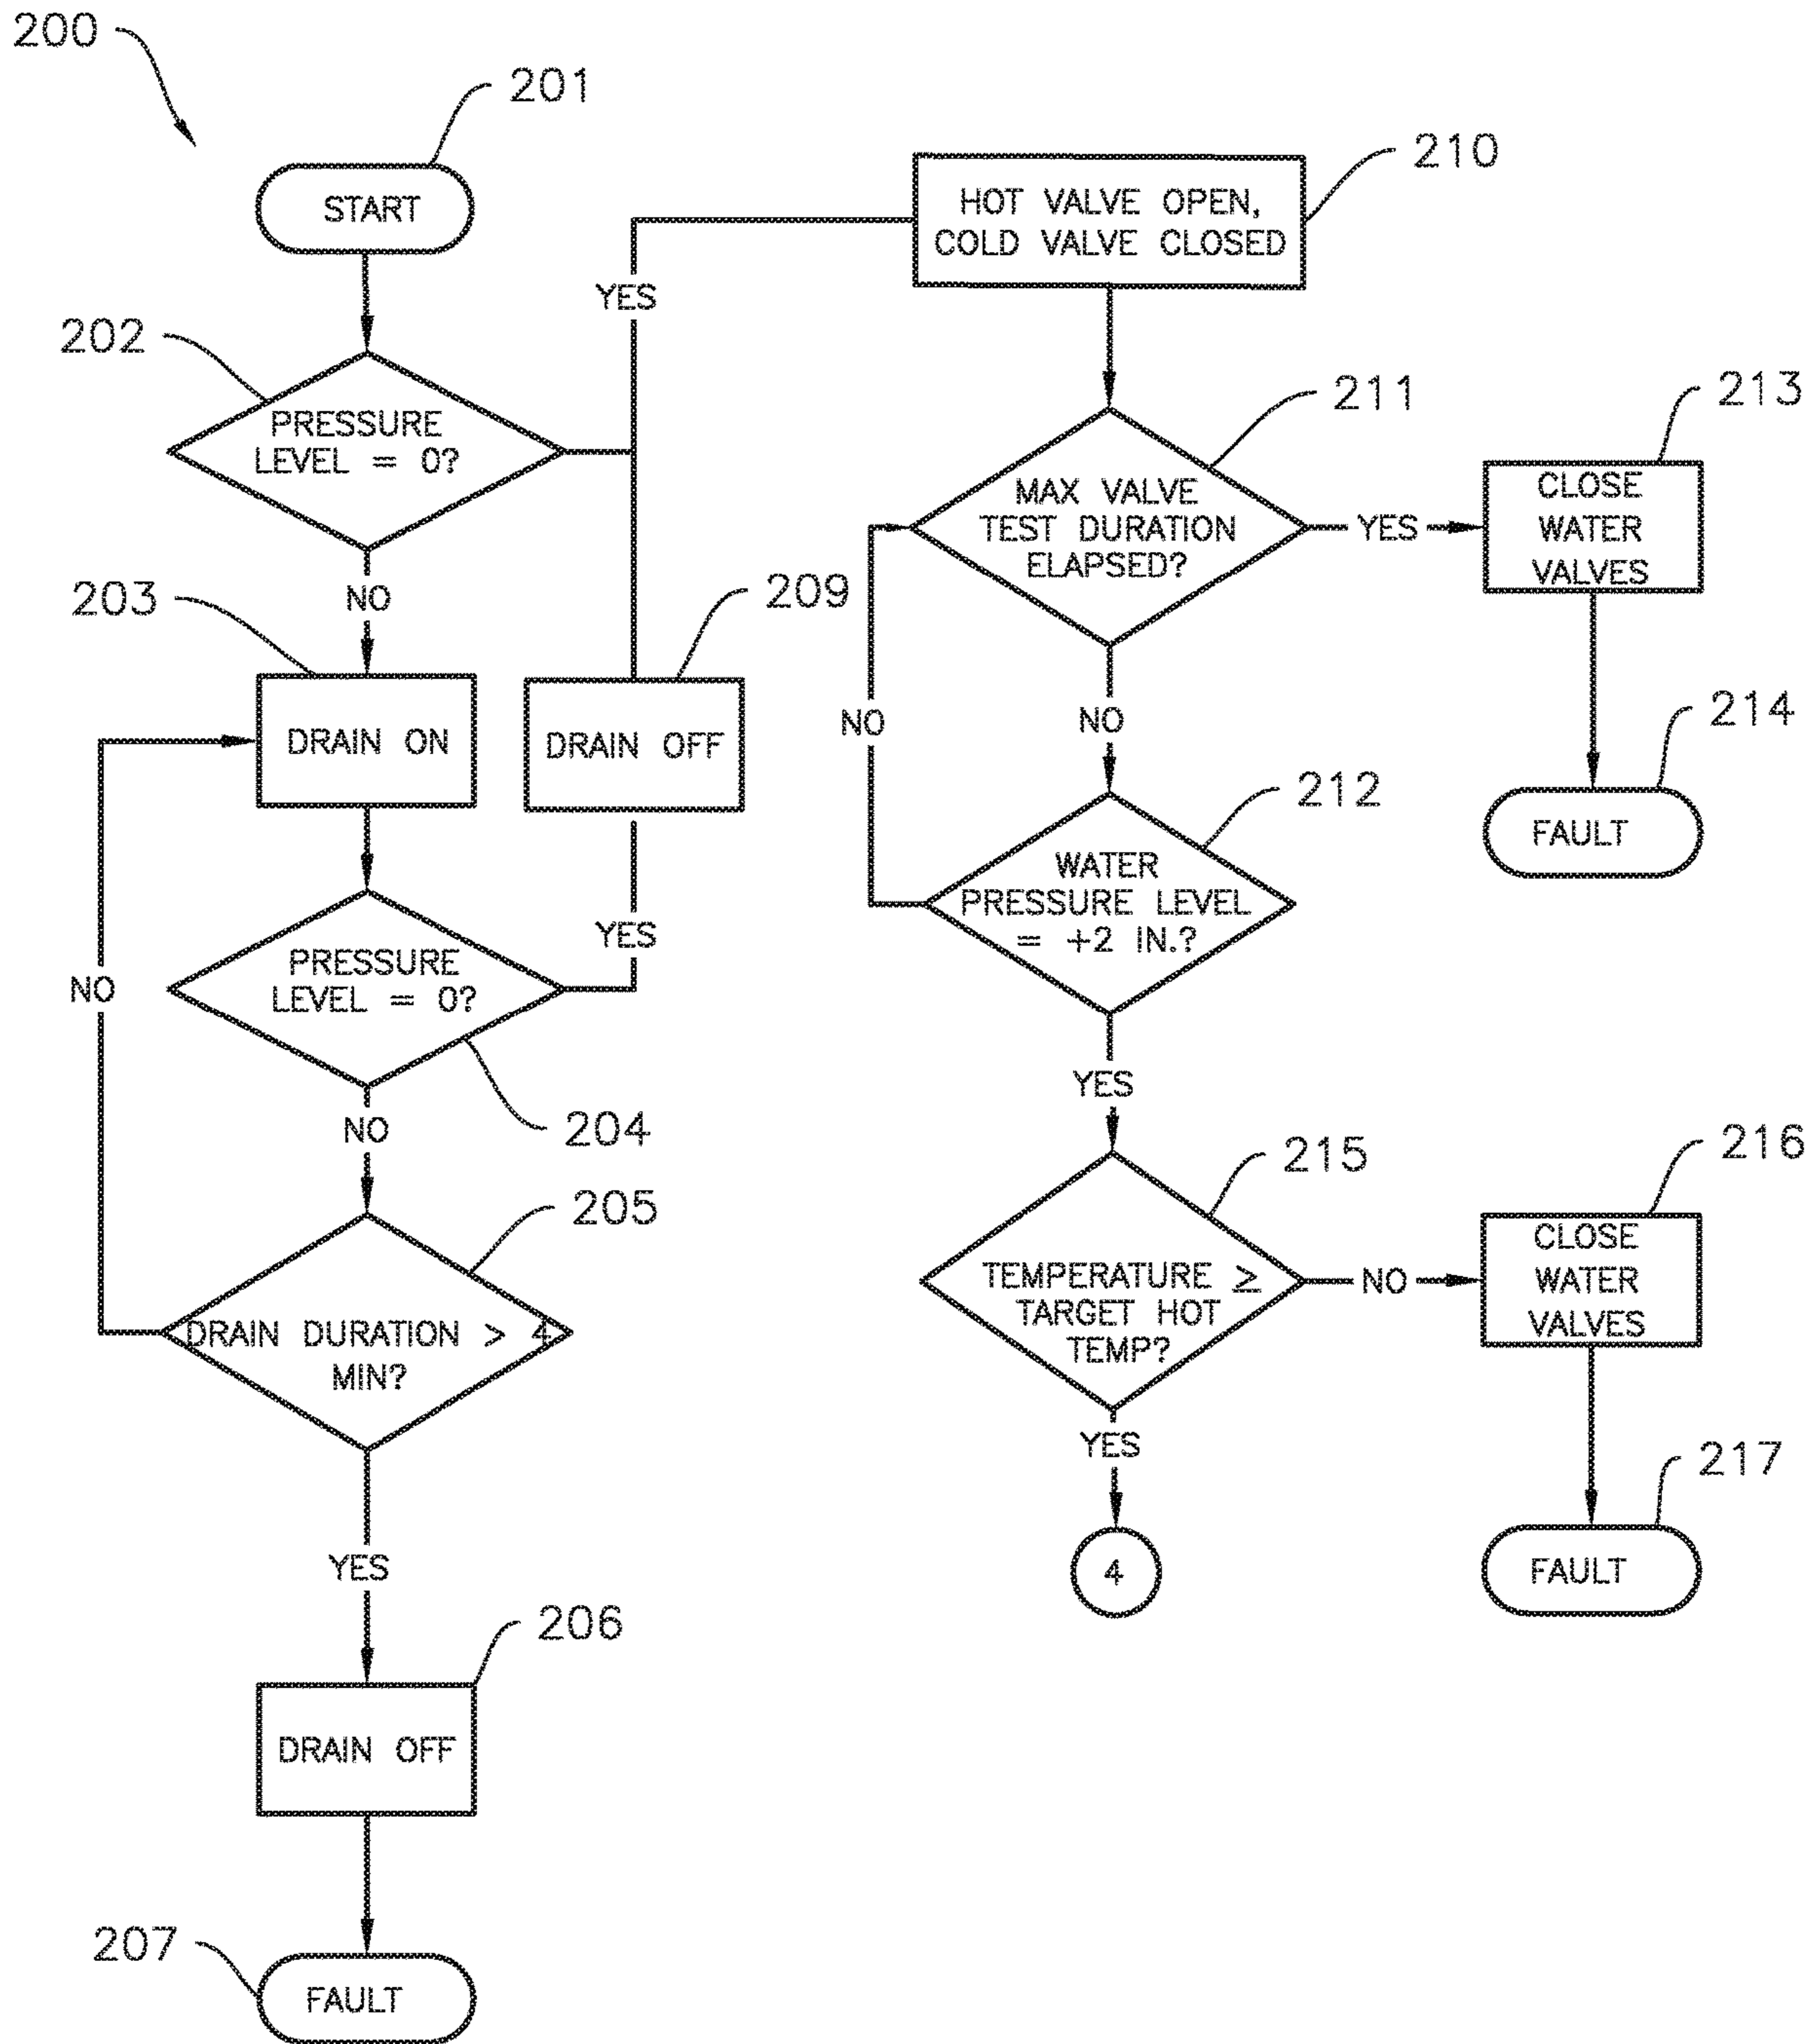 200
201
START
202
PRESSURE
LEVEL = 0?
YES
NO
203
DRAIN ON
209
DRAIN OFF
NO
PRESSURE
LEVEL = 0?
YES
204
NO
205
DRAIN DURATION > 4
MIN?
YES
206
DRAIN OFF
207
FAULT
210
HOT VALVE OPEN,
COLD VALVE CLOSED
211
MAX VALVE
TEST DURATION
ELAPSED?
YES
213
CLOSE
WATER
VALVES
214
FAULT
NO
NO
212
WATER
PRESSURE LEVEL
= +2 IN.?
YES
215
TEMPERATURE ≥
TARGET HOT
TEMP?
NO
216
CLOSE
WATER
VALVES
217
FAULT
YES
4